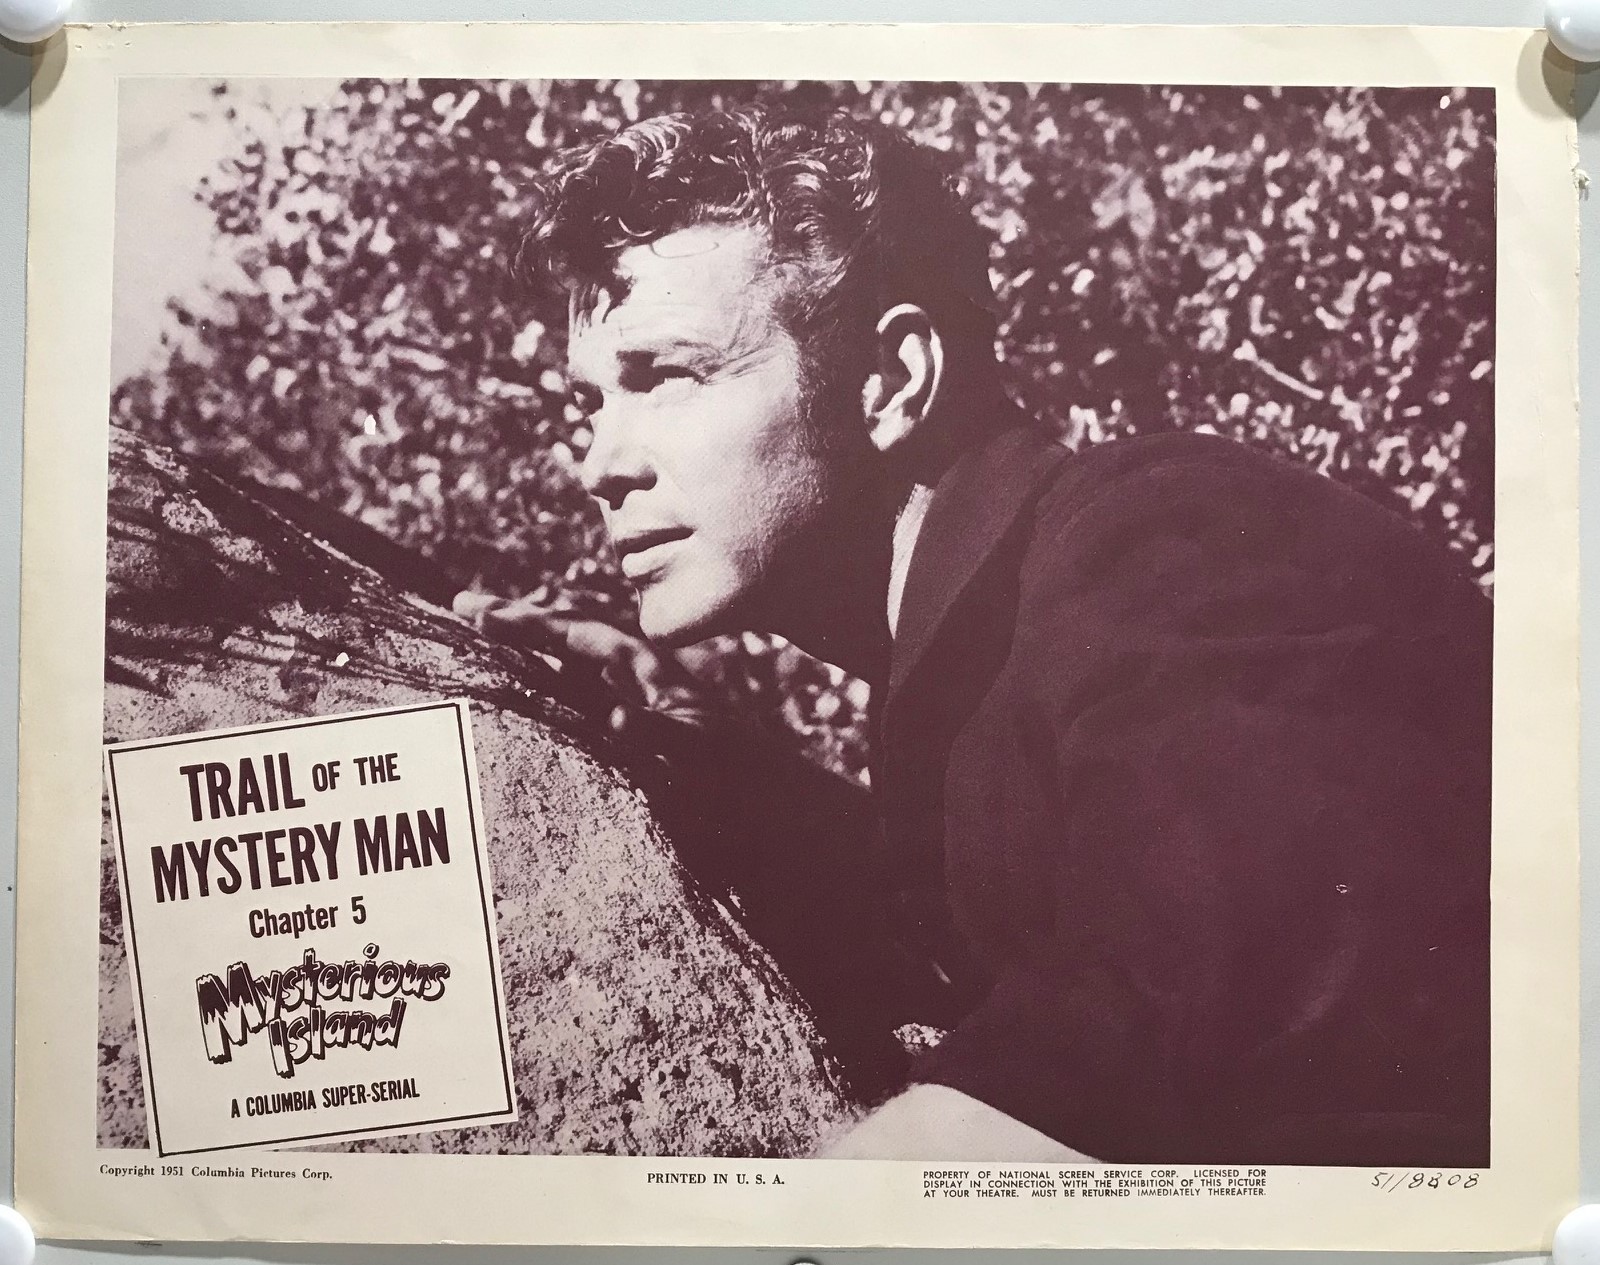 TRAIL OF THE
MYSTERY MAN
Chapter 5
Mysterious
Island
A COLUMBIA SUPER-SERIAL
Copyright 1951 Columbia Pictures Corp.
PRINTED IN U. S. A.
PROPERTY OF NATIONAL SCREEN SERVICE CORP. LICENSED FOR
DISPLAY IN CONNECTION WITH THE EXHIBITION OF THIS PICTURE
AT YOUR THEATRE. MUST BE RETURNED IMMEDIATELY THEREAFTER.